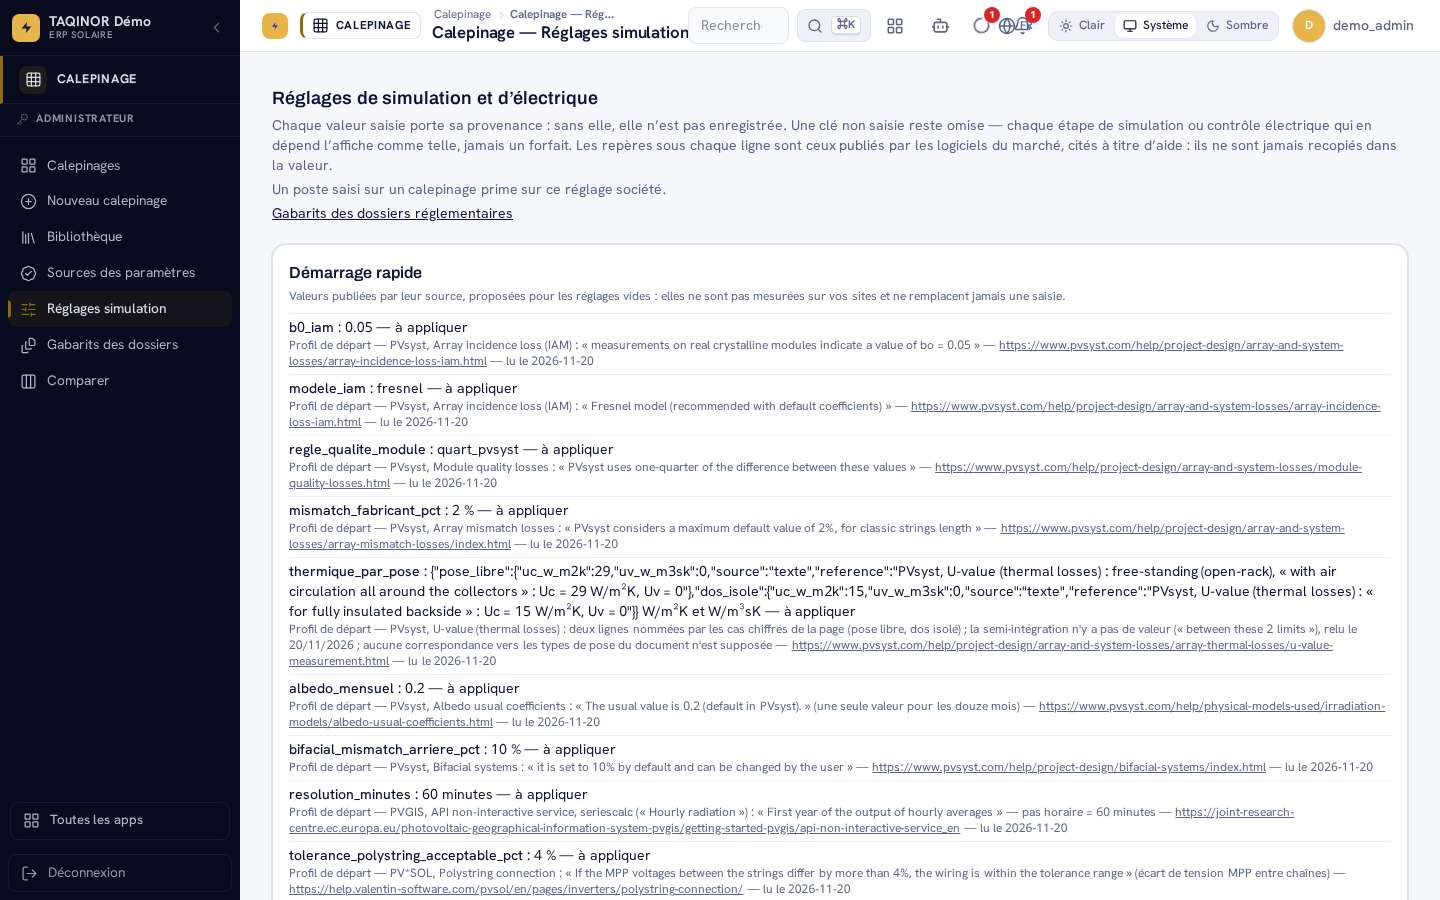 TAQINOR Démo
ERP SOLAIRE
CALEPINAGE
ADMINISTRATEUR
Calepinages
Nouveau calepinage
Bibliothèque
Sources des paramètres
Réglages simulation
Gabarits des dossiers
Comparer
Toutes les apps
Déconnexion
CALEPINAGE
Calepinage
Calepinage — Rég...
Calepinage — Réglages simulation
Recherch
⌘K
1
1
Clair
Système
Sombre
D
demo_admin
Réglages de simulation et d’électrique
Chaque valeur saisie porte sa provenance : sans elle, elle n’est pas enregistrée. Une clé non saisie reste omise — chaque étape de simulation ou contrôle électrique qui en
dépend l’affiche comme telle, jamais un forfait. Les repères sous chaque ligne sont ceux publiés par les logiciels du marché, cités à titre d’aide : ils ne sont jamais recopiés dans
la valeur.
Un poste saisi sur un calepinage prime sur ce réglage société.
Gabarits des dossiers réglementaires
Démarrage rapide
Valeurs publiées par leur source, proposées pour les réglages vides : elles ne sont pas mesurées sur vos sites et ne remplacent jamais une saisie.
b0_iam : 0.05 — à appliquer
Profil de départ — PVsyst, Array incidence loss (IAM) : « measurements on real crystalline modules indicate a value of bo = 0.05 » — https://www.pvsyst.com/help/project-design/array-and-system-
losses/array-incidence-loss-iam.html — lu le 2026-11-20
modele_iam : fresnel — à appliquer
Profil de départ — PVsyst, Array incidence loss (IAM) : « Fresnel model (recommended with default coefficients) » — https://www.pvsyst.com/help/project-design/array-and-system-losses/array-incidence-
loss-iam.html — lu le 2026-11-20
regle_qualite_module : quart_pvsyst — à appliquer
Profil de départ — PVsyst, Module quality losses : « PVsyst uses one-quarter of the difference between these values » — https://www.pvsyst.com/help/project-design/array-and-system-losses/module-
quality-losses.html — lu le 2026-11-20
mismatch_fabricant_pct : 2 % — à appliquer
Profil de départ — PVsyst, Array mismatch losses : « PVsyst considers a maximum default value of 2%, for classic strings length » — https://www.pvsyst.com/help/project-design/array-and-system-
losses/array-mismatch-losses/index.html — lu le 2026-11-20
thermique_par_pose : {"pose_libre":{"uc_w_m2k":29,"uv_w_m3sk":0,"source":"texte","reference":"PVsyst, U-value (thermal losses) : free-standing (open-rack), « with air
circulation all around the collectors » : Uc = 29 W/m²K, Uv = 0"},"dos_isole":{"uc_w_m2k":15,"uv_w_m3sk":0,"source":"texte","reference":"PVsyst, U-value (thermal losses) : «
for fully insulated backside » : Uc = 15 W/m²K, Uv = 0"}} W/m²K et W/m³sK — à appliquer
Profil de départ — PVsyst, U-value (thermal losses) : deux lignes nommées par les cas chiffrés de la page (pose libre, dos isolé) ; la semi-intégration n'y a pas de valeur (« between these 2 limits »), relu le
20/11/2026 ; aucune correspondance vers les types de pose du document n'est supposée — https://www.pvsyst.com/help/project-design/array-and-system-losses/array-thermal-losses/u-value-
measurement.html — lu le 2026-11-20
albedo_mensuel : 0.2 — à appliquer
Profil de départ — PVsyst, Albedo usual coefficients : « The usual value is 0.2 (default in PVsyst). » (une seule valeur pour les douze mois) — https://www.pvsyst.com/help/physical-models-used/irradiation-
models/albedo-usual-coefficients.html — lu le 2026-11-20
bifacial_mismatch_arriere_pct : 10 % — à appliquer
Profil de départ — PVsyst, Bifacial systems : « it is set to 10% by default and can be changed by the user » — https://www.pvsyst.com/help/project-design/bifacial-systems/index.html — lu le 2026-11-20
resolution_minutes : 60 minutes — à appliquer
Profil de départ — PVGIS, API non-interactive service, seriescalc (« Hourly radiation ») : « First year of the output of hourly averages » — pas horaire = 60 minutes — https://joint-research-
centre.ec.europa.eu/photovoltaic-geographical-information-system-pvgis/getting-started-pvgis/api-non-interactive-service_en — lu le 2026-11-20
tolerance_polystring_acceptable_pct : 4 % — à appliquer
Profil de départ — PV*SOL, Polystring connection : « If the MPP voltages between the strings differ by more than 4%, the wiring is within the tolerance range » (écart de tension MPP entre chaînes) —
https://help.valentin-software.com/pvsol/en/pages/inverters/polystring-connection/ — lu le 2026-11-20